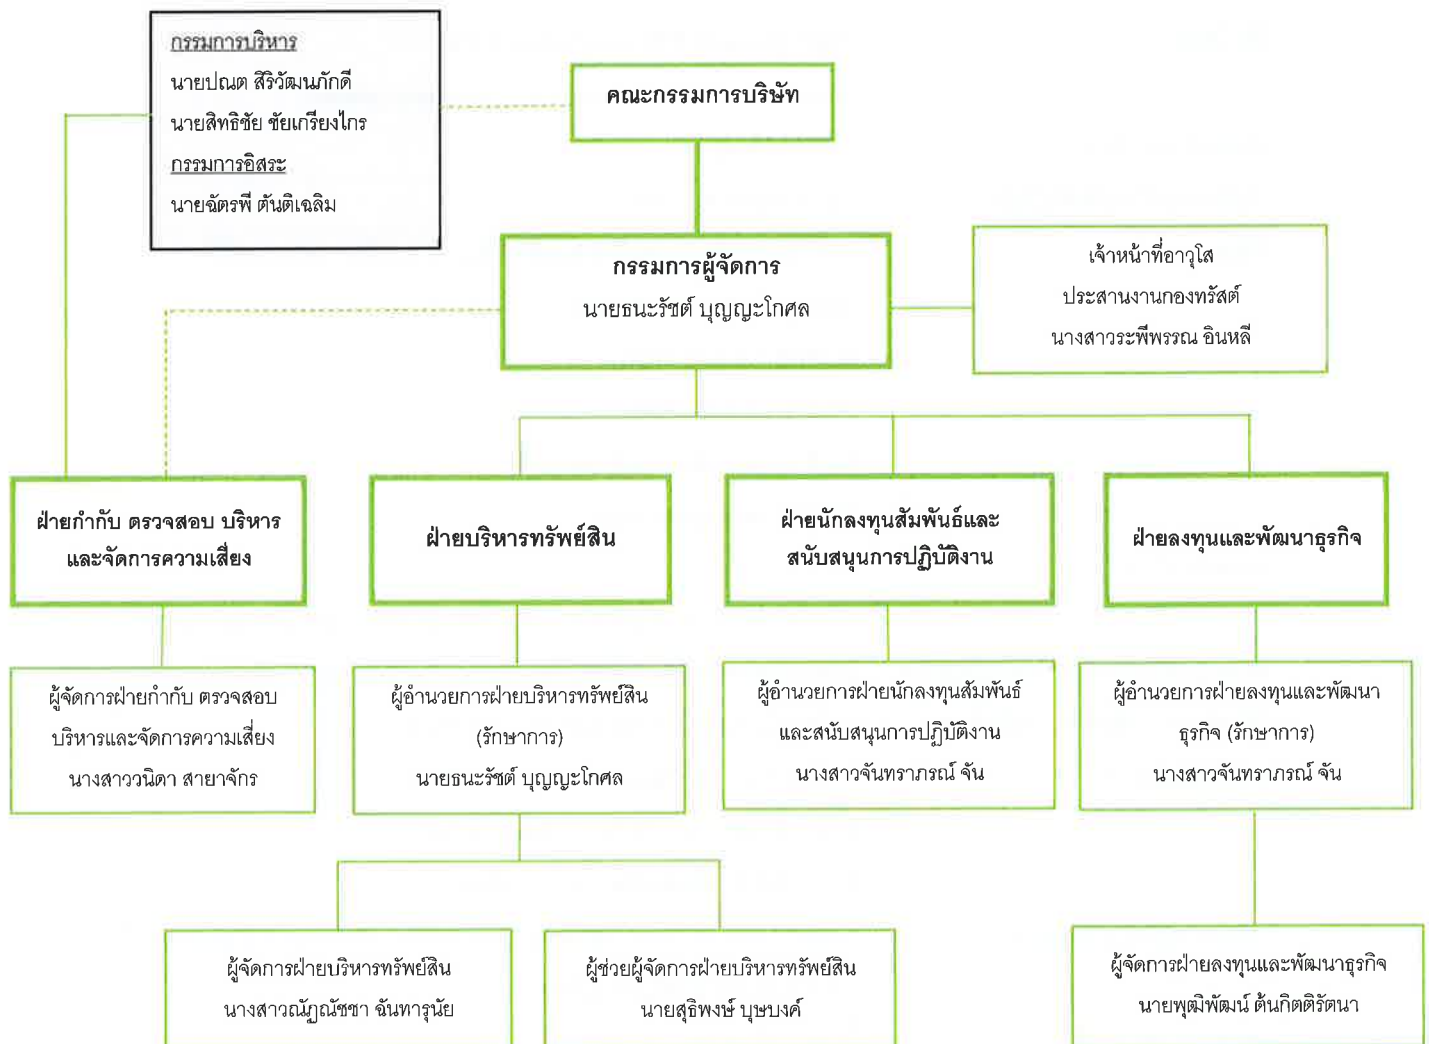 กรรมการบริหาร
นายปณต สิริวัฒนภักดี
นายสิทธิชัย ชัยเกรียงไกร
กรรมการอิสระ
นายฉัตรพี ตันติเฉลิม
คณะกรรมการบริษัท
กรรมการผู้จัดการ
นายธนะรัชต์ บุญญะโกศล
เจ้าหน้าที่อาวุโส
ประสานงานกองทรัสต์
นางสาวระพีพรรณ อินหลี
ฝ่ายกำกับ ตรวจสอบ บริหาร
และจัดการความเสี่ยง
ฝ่ายบริหารทรัพย์สิน
ฝ่ายนักลงทุนสัมพันธ์และ
สนับสนุนการปฏิบัติงาน
ฝ่ายลงทุนและพัฒนาธุรกิจ
ผู้จัดการฝ่ายกำกับ ตรวจสอบ
บริหารและจัดการความเสี่ยง
นางสาววนิดา สายาจักร
ผู้อำนวยการฝ่ายบริหารทรัพย์สิน
(รักษาการ)
นายธนะรัชต์ บุญญะโกศล
ผู้อำนวยการฝ่ายนักลงทุนสัมพันธ์
และสนับสนุนการปฏิบัติงาน
นางสาวจันทราภรณ์ จัน
ผู้อำนวยการฝ่ายลงทุนและพัฒนา
ธุรกิจ (รักษาการ)
นางสาวจันทราภรณ์ จัน
ผู้จัดการฝ่ายบริหารทรัพย์สิน
นางสาวณัฏณัชชา ฉันทารุนัย
ผู้ช่วยผู้จัดการฝ่ายบริหารทรัพย์สิน
นายสุธิพงษ์ บุษบงค์
ผู้จัดการฝ่ายลงทุนและพัฒนาธุรกิจ
นายพุฒิพัฒน์ ต้นกิตติรัตนา